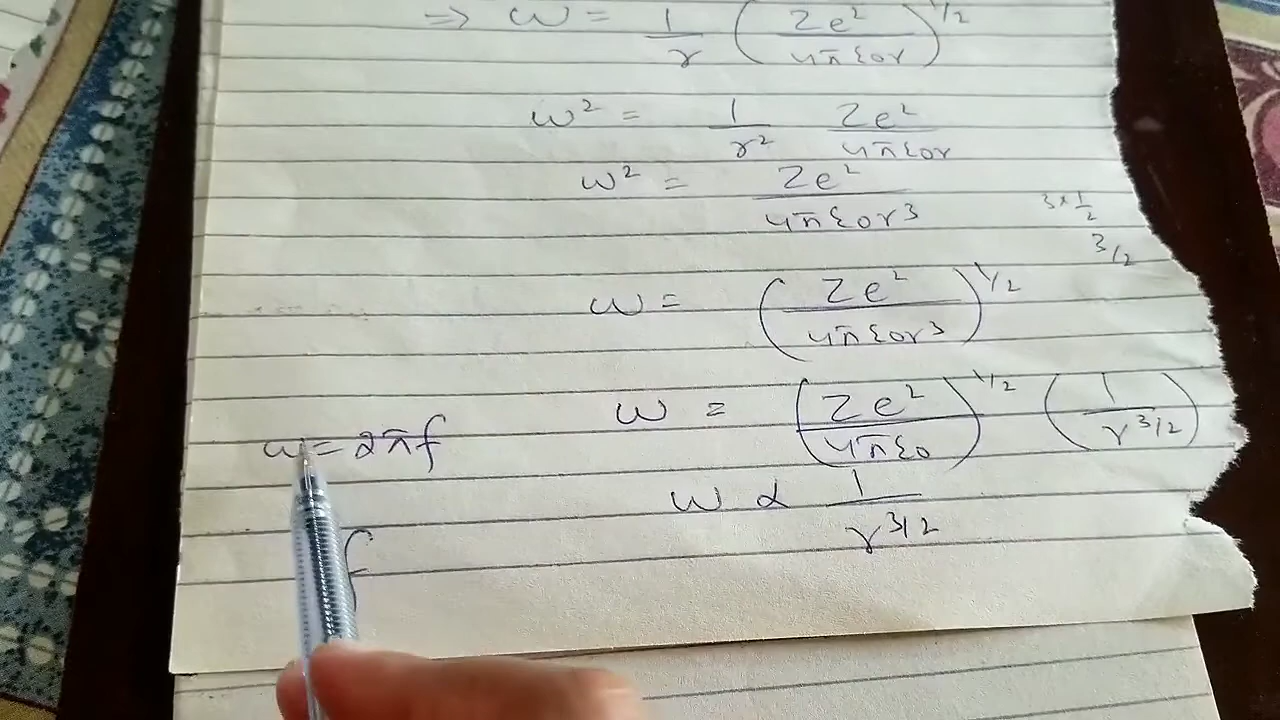 ⇒ ω = 1/r (Ze²/4πε0r)^1/2
ω² = 1/r² Ze²/4πε0r
ω² = Ze²/4πε0r³
3 × 1/2
3/2
ω = (Ze²/4πε0r³)^1/2
ω = (Ze²/4πε0)^1/2 (1/r^3/2)
ω = 2πf
ω ∝ 1/r^3/2
f